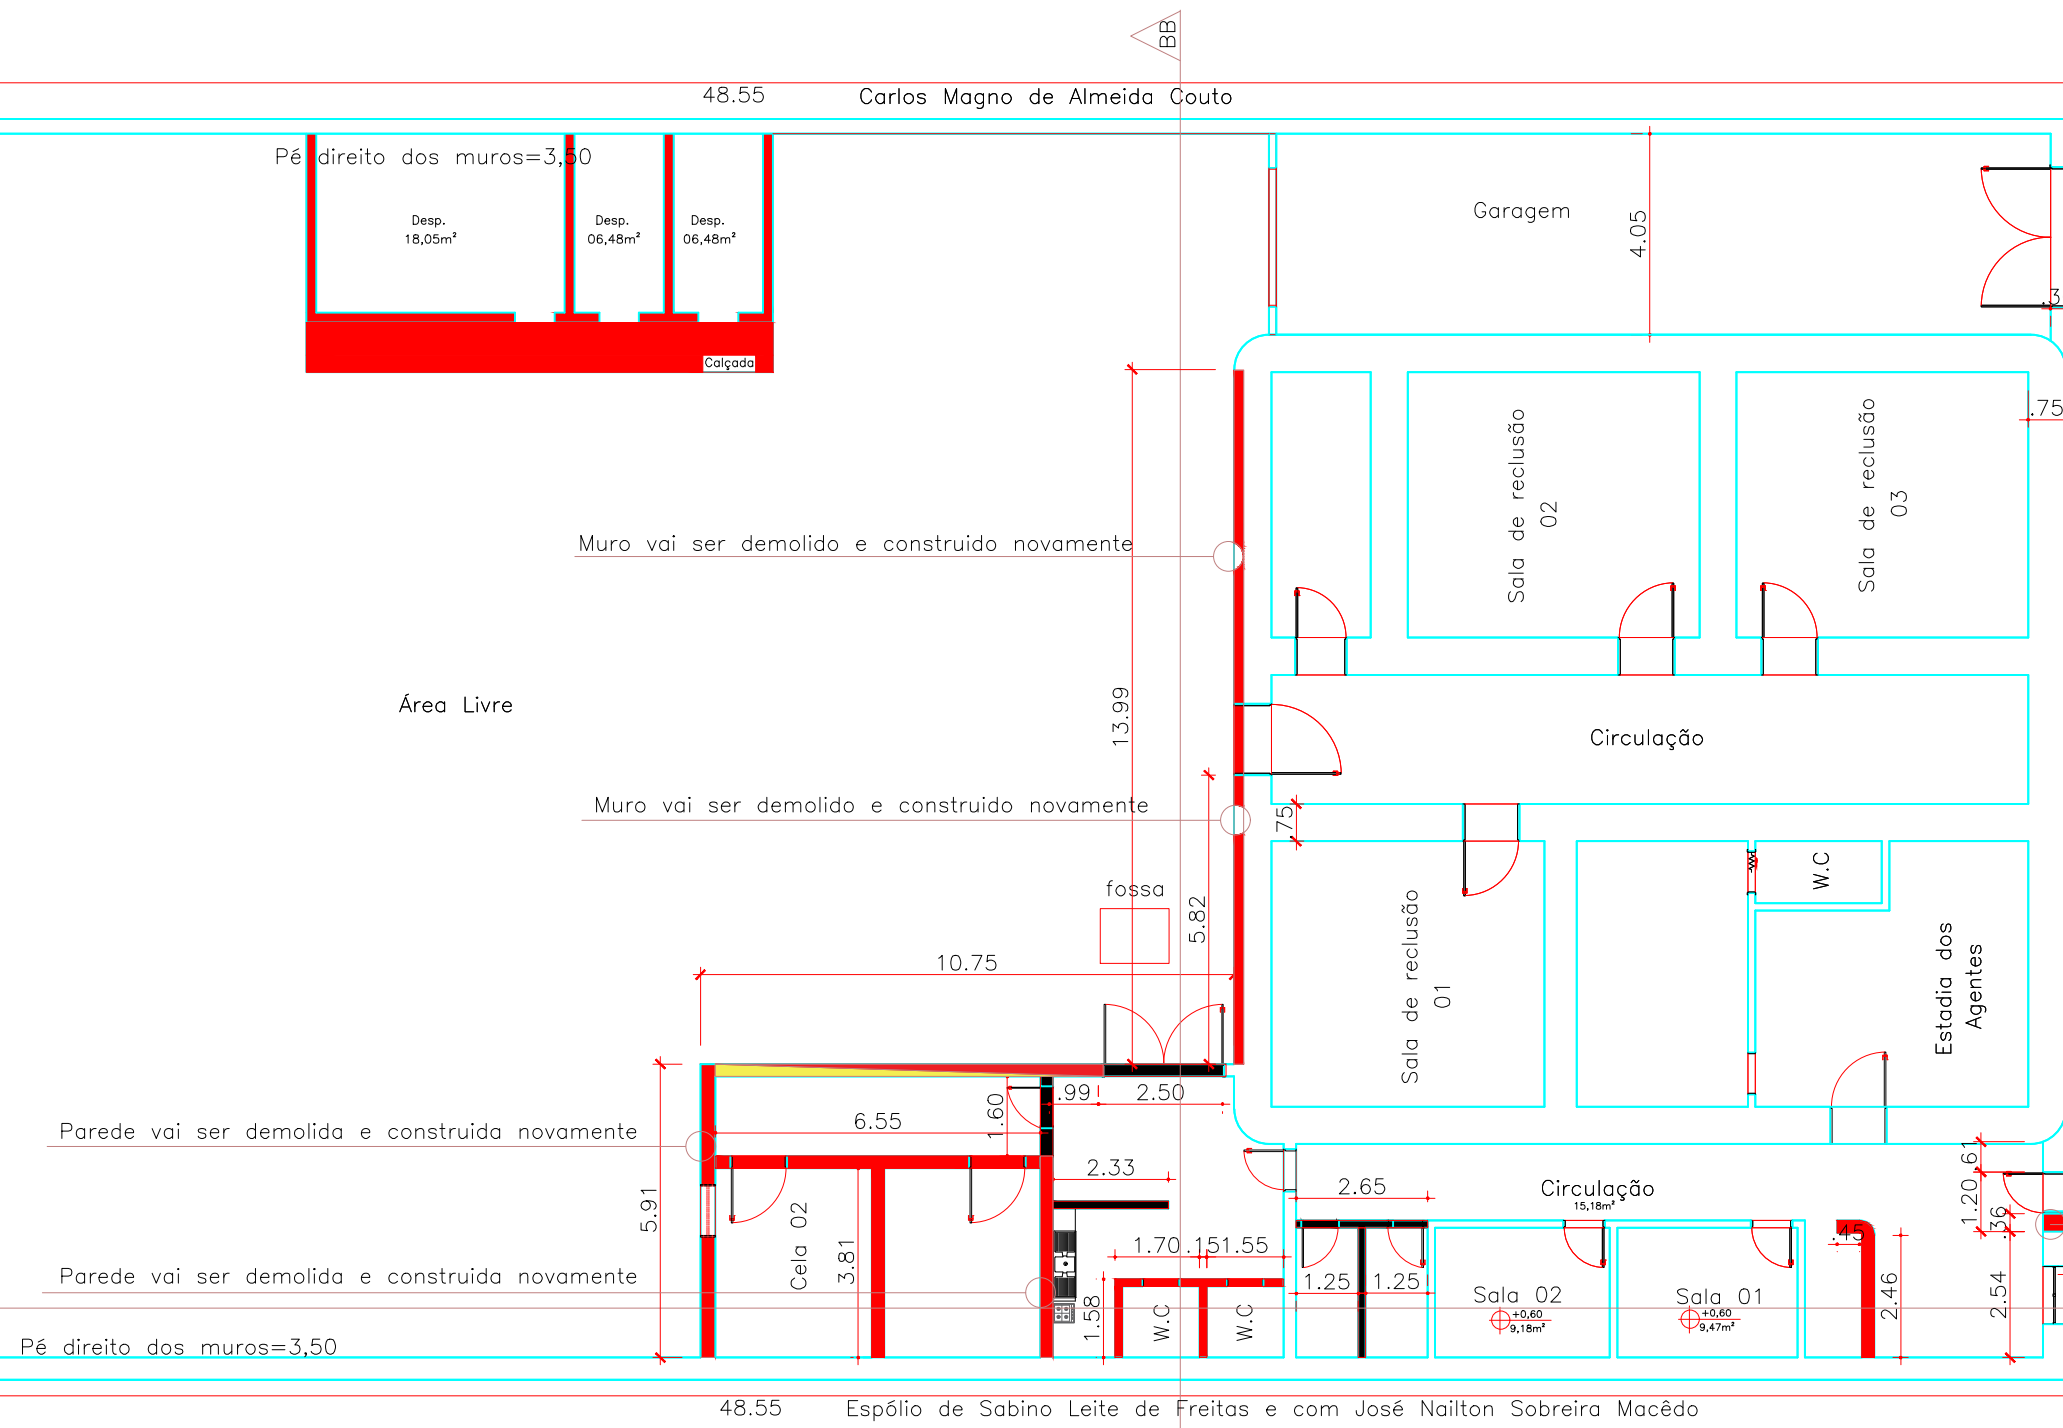 BB
48.55
Carlos Magno de Almeida Couto
Pé direito dos muros=3,50
Desp.
18,05m²
Desp.
06,48m²
Desp.
06,48m²
Calçada
Garagem
4.05
.3
.75
Sala de reclusão
02
Sala de reclusão
03
Muro vai ser demolido e construido novamente
13.99
Área Livre
Circulação
Muro vai ser demolido e construido novamente
.75
fossa
5.82
W.C
Sala de reclusão
01
Estadia dos
Agentes
10.75
.99
2.50
1.60
6.55
Parede vai ser demolida e construida novamente
2.33
5.91
Cela 02
3.81
2.65
Circulação
15,18m²
.61
1.20
.36
.45
1.70
.15
1.55
1.25
1.25
Parede vai ser demolida e construida novamente
1.58
W.C
W.C
Sala 02
+0,60
9,18m²
Sala 01
+0,60
9,47m²
2.46
2.54
Pé direito dos muros=3,50
48.55
Espólio de Sabino Leite de Freitas e com José Nailton Sobreira Macêdo